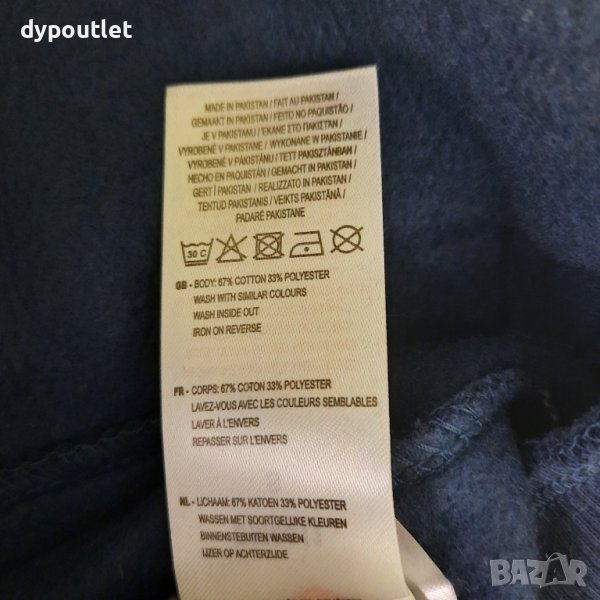 dypoutlet
MADE IN PAKISTAN / FAIT AU PAKISTAN /
GEMAAKT IN PAKISTAN / FEITO NO PAQUISTÃO /
JE V PAKISTANU / ΈΚΑΝΕ ΣΤΟ ΠΑΚΙΣΤΑΝ /
VYROBENÉ V PAKISTANE / WYKONANE W PAKISTANIE /
VYROBENO V PAKISTÁNU / TETT PAKISZTÁNBAN /
HECHO EN PAQUISTÁN / GEMACHT IN PAKISTAN /
GERT Í PAKISTAN / REALIZZATO IN PAKISTAN /
TEHTUD PAKISTANIS / VEIKTS PAKISTĀNĀ /
PADARĖ PAKISTANE
30 C
GB - BODY: 67% COTTON 33% POLYESTER
WASH WITH SIMILAR COLOURS
WASH INSIDE OUT
IRON ON REVERSE
FR - CORPS: 67% COTON 33% POLYESTER
LAVEZ-VOUS AVEC LES COULEURS SEMBLABLES
LAVER À L'ENVERS
REPASSER SUR L'ENVERS
NL - LICHAAM: 67% KATOEN 33% POLYESTER
WASSEN MET SOORTGELIJKE KLEUREN
BINNENSTEBUITEN WASSEN
IJZER OP ACHTERZIJDE
BAZAR